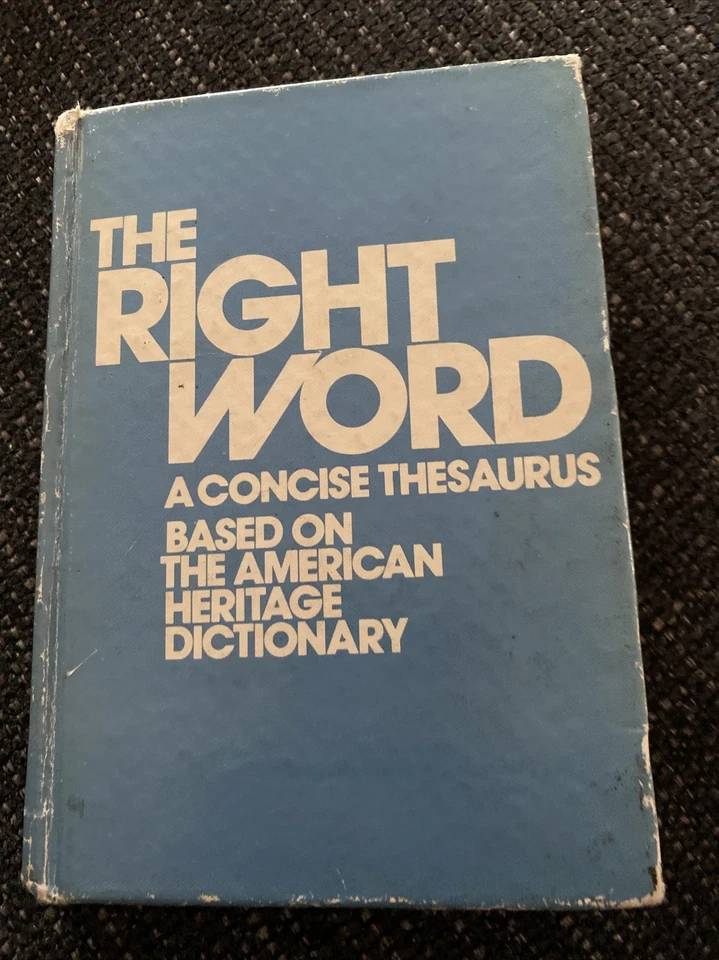 THE
RIGHT
WORD
A CONCISE THESAURUS
BASED ON
THE AMERICAN
HERITAGE
DICTIONARY